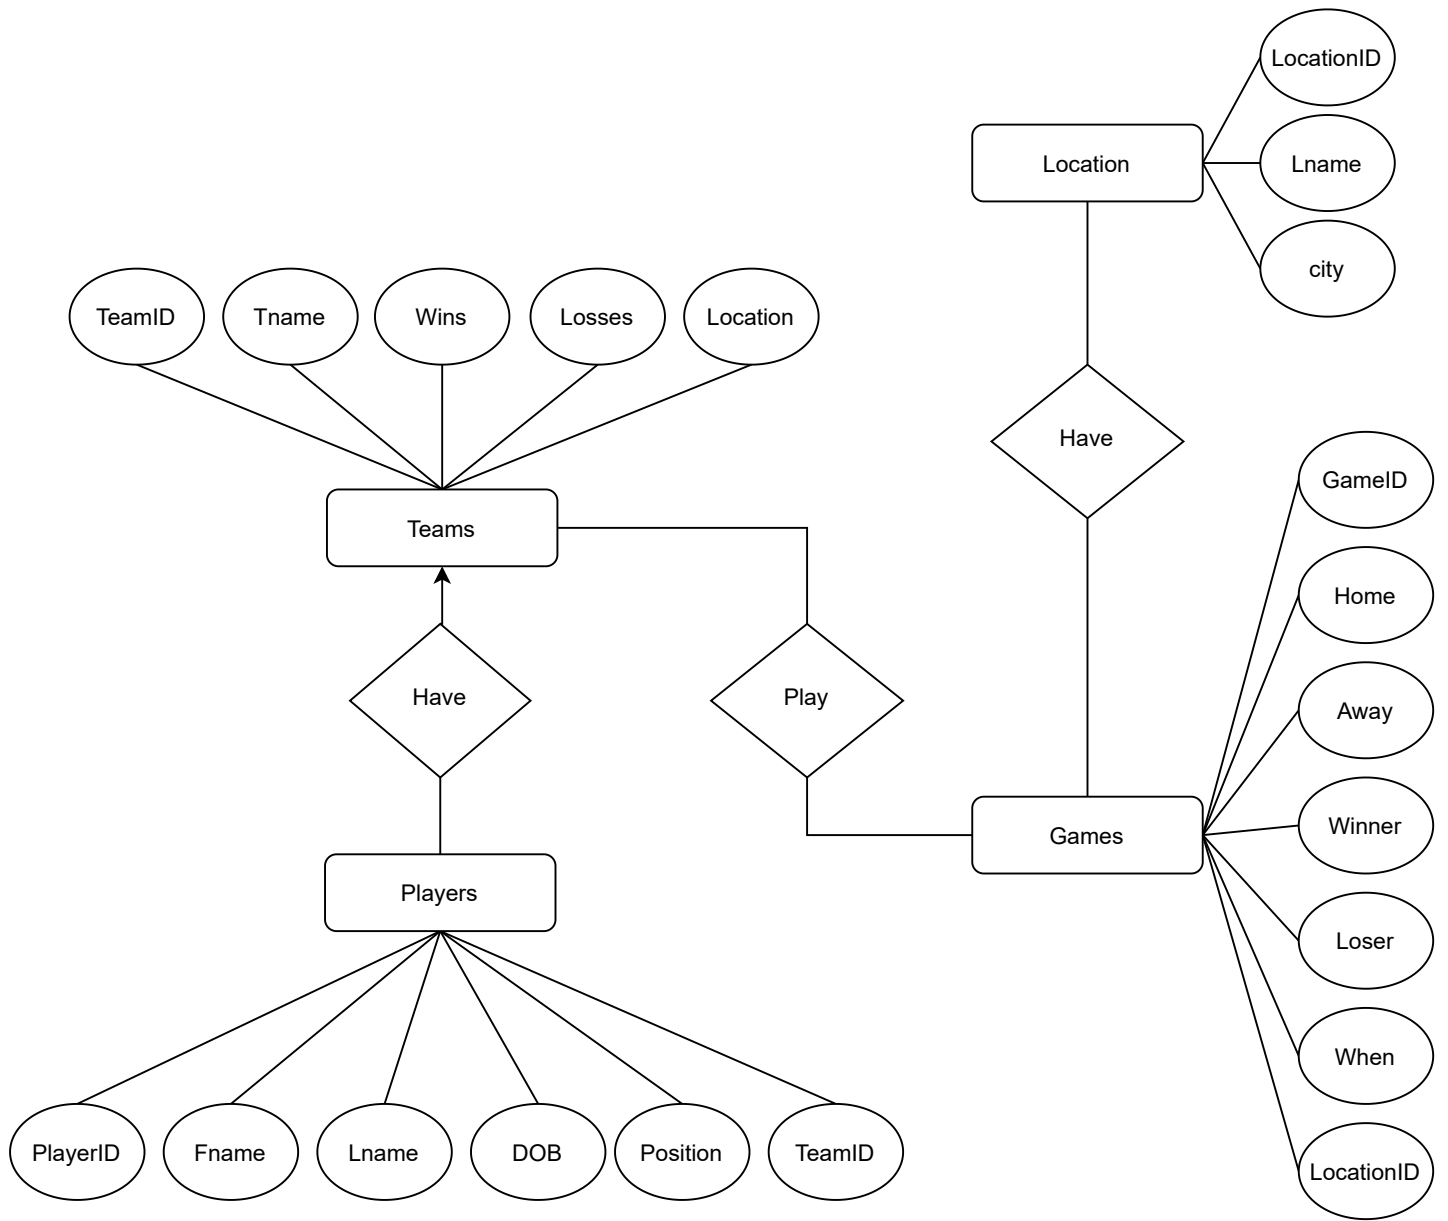 LocationID
Location
Lname
city
TeamID
Tname
Wins
Losses
Location
Have
GameID
Teams
Home
Have
Play
Away
Games
Winner
Players
Loser
When
PlayerID
Fname
Lname
DOB
Position
TeamID
LocationID